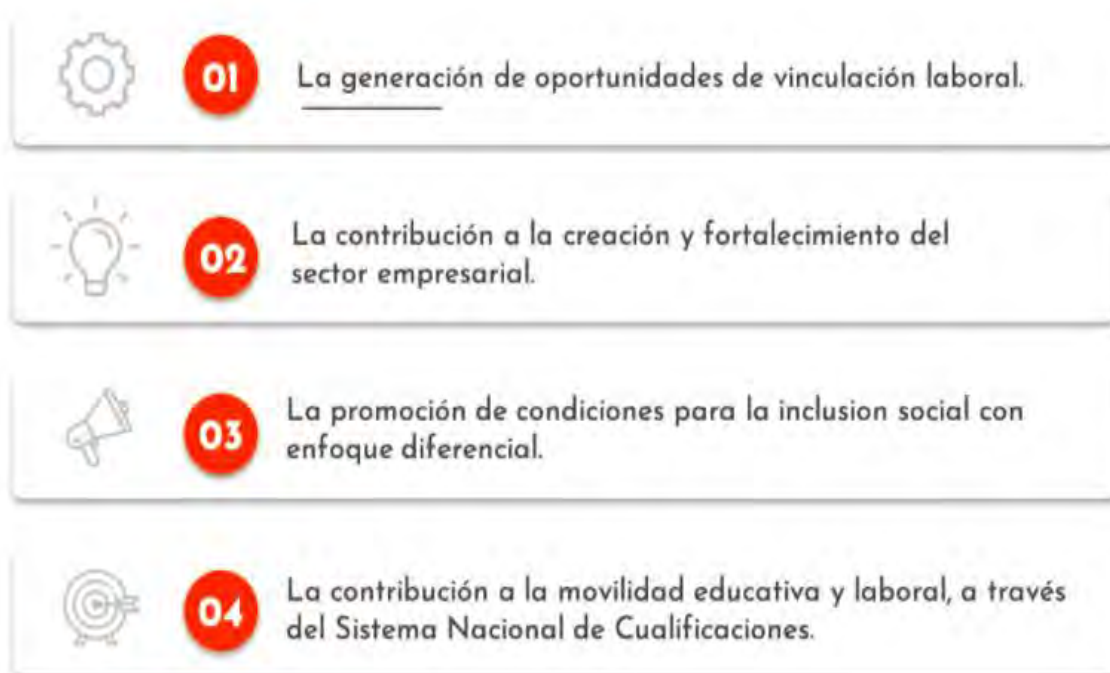 01 La generación de oportunidades de vinculación laboral.
02 La contribución a la creación y fortalecimiento del
sector empresarial.
03 La promoción de condiciones para la inclusion social con
enfoque diferencial.
04 La contribución a la movilidad educativa y laboral, a través
del Sistema Nacional de Cualificaciones.